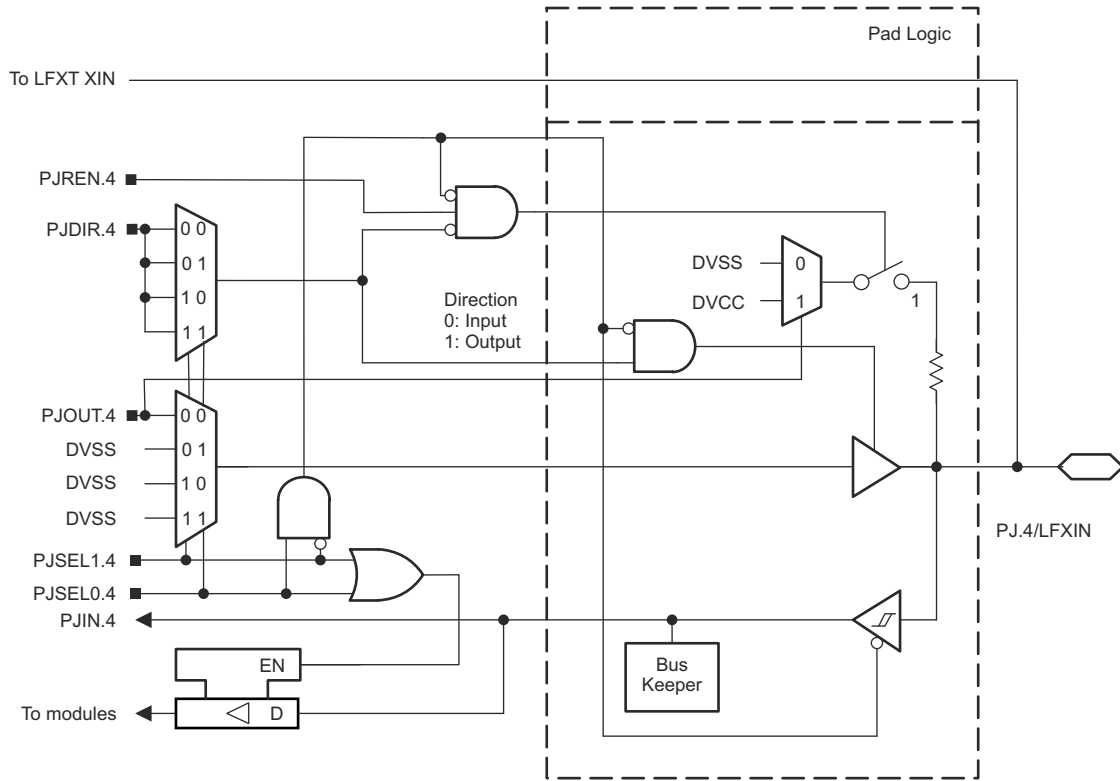 Pad Logic
To LFXT XIN
PJREN.4
PJDIR.4
0 0
0 1
1 0
1 1
DVSS
0
DVCC
1
1
Direction
0: Input
1: Output
PJOUT.4
0 0
DVSS
0 1
DVSS
1 0
DVSS
1 1
PJ.4/LFXIN
PJSEL1.4
PJSEL0.4
PJIN.4
Bus
Keeper
EN
To modules
D